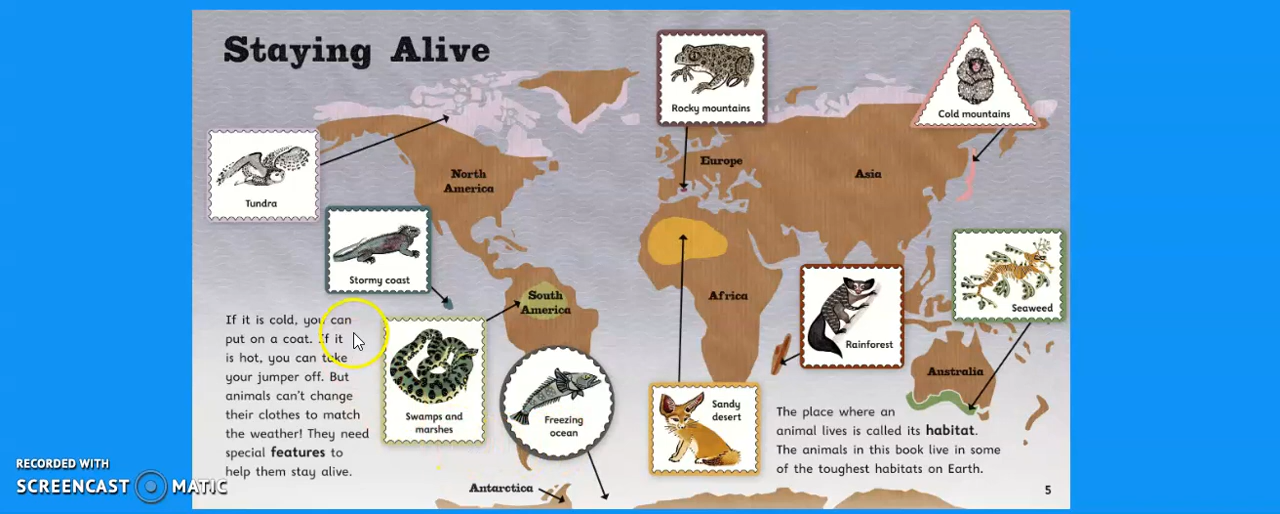 Staying Alive
Rocky mountains
Cold mountains
Tundra
North
America
Europe
Asia
Stormy coast
South
America
Africa
Seaweed
Rainforest
Australia
If it is cold, you can
put on a coat. If it
is hot, you can take
your jumper off. But
animals can't change
their clothes to match
the weather! They need
special features to
help them stay alive.
Swamps and
marshes
Freezing
ocean
Sandy
desert
The place where an
animal lives is called its habitat.
The animals in this book live in some
of the toughest habitats on Earth.
Antarctica
5
RECORDED WITH
SCREENCAST MATIC